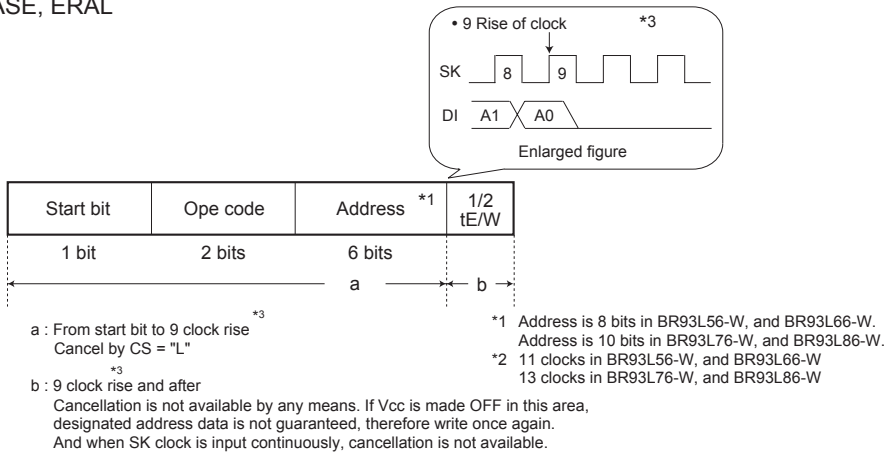 ASE, ERAL
• 9 Rise of clock *3
SK 8 9
DI A1 A0
Enlarged figure
Start bit Ope code Address *1 1/2 tE/W
1 bit 2 bits 6 bits
a b
a : From start bit to 9 clock rise *3
Cancel by CS = "L"
*3
b : 9 clock rise and after
Cancellation is not available by any means. If Vcc is made OFF in this area,
designated address data is not guaranteed, therefore write once again.
And when SK clock is input continuously, cancellation is not available.
*1 Address is 8 bits in BR93L56-W, and BR93L66-W.
Address is 10 bits in BR93L76-W, and BR93L86-W.
*2 11 clocks in BR93L56-W, and BR93L66-W
13 clocks in BR93L76-W, and BR93L86-W